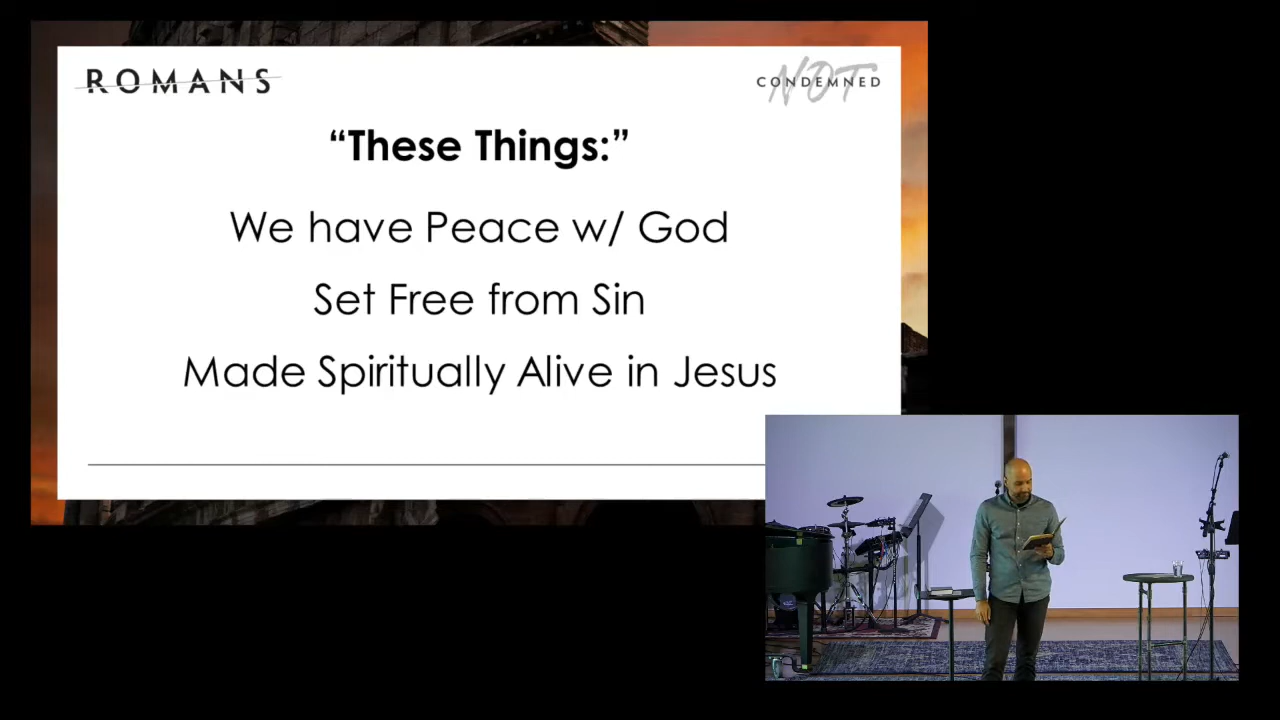 ROMANS
NOT
CONDEMNED
“These Things:”
We have Peace w/ God
Set Free from Sin
Made Spiritually Alive in Jesus